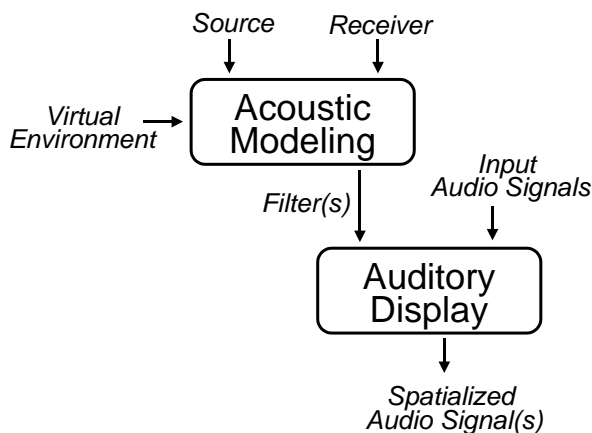 Source
Receiver
Virtual
Environment
Acoustic
Modeling
Filter(s)
Input
Audio Signals
Auditory
Display
Spatialized
Audio Signal(s)